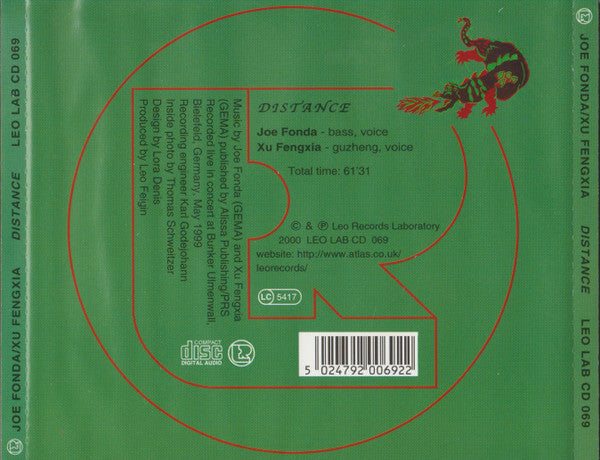 JOE FONDA/XU FENGXIA DISTANCE LEO LAB CD 069
DISTANCE
Joe Fonda - bass, voice
Xu Fengxia - guzheng, voice
Total time: 61'31
© & ℗ Leo Records Laboratory
2000 LEO LAB CD 069
website: http://www.atlas.co.uk/
leorecords/
LC 5417
Music by Joe Fonda (GEMA) and Xu Fengxia
(GEMA) published by Alissa Publishing/PRS
Recorded live in concert at Bunker Ulmenwall,
Bielefeld, Germany, May 1999
Recording engineer Karl Godejohann
Inside photo by Thomas Schweitzer
Design by Lora Denis
Produced by Leo Feigin
COMPACT
disc
DIGITAL AUDIO
5 024792 006922
JOE FONDA/XU FENGXIA DISTANCE LEO LAB CD 069